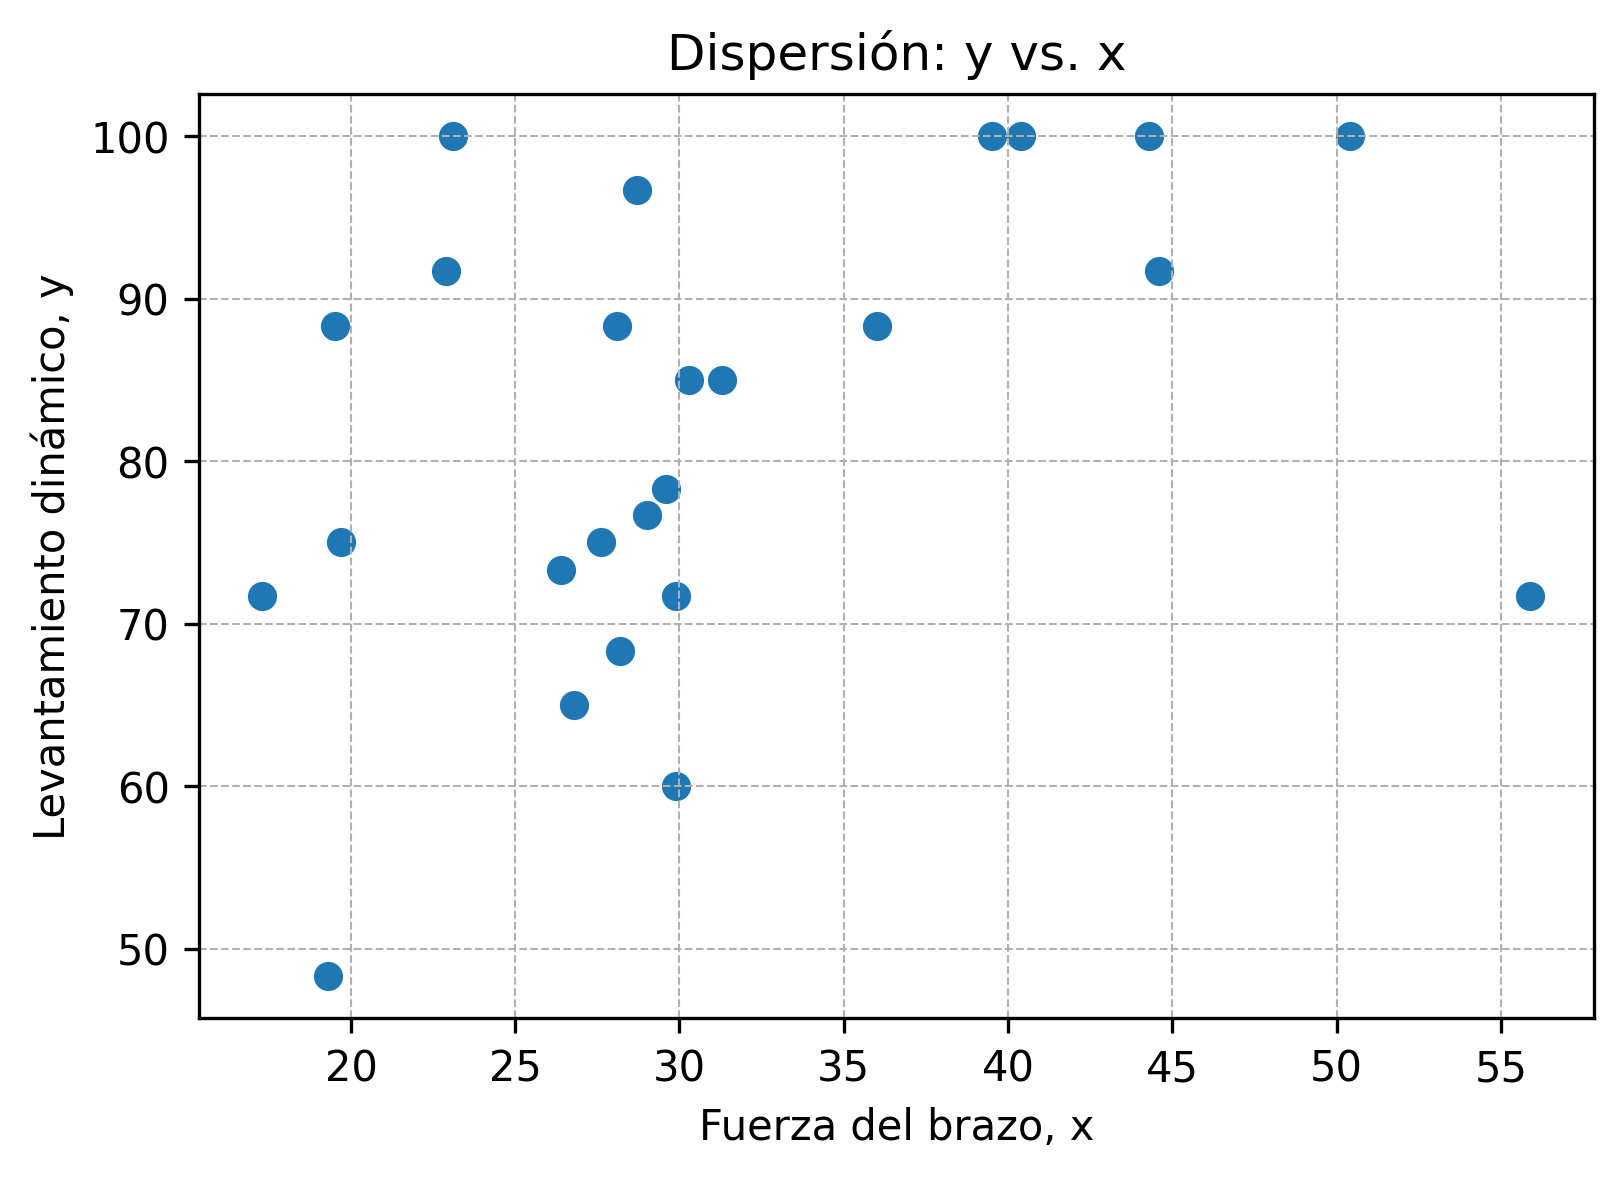 Dispersión: y vs. x
Levantamiento dinámico, y
100
90
80
70
60
50
20 25 30 35 40 45 50 55
Fuerza del brazo, x